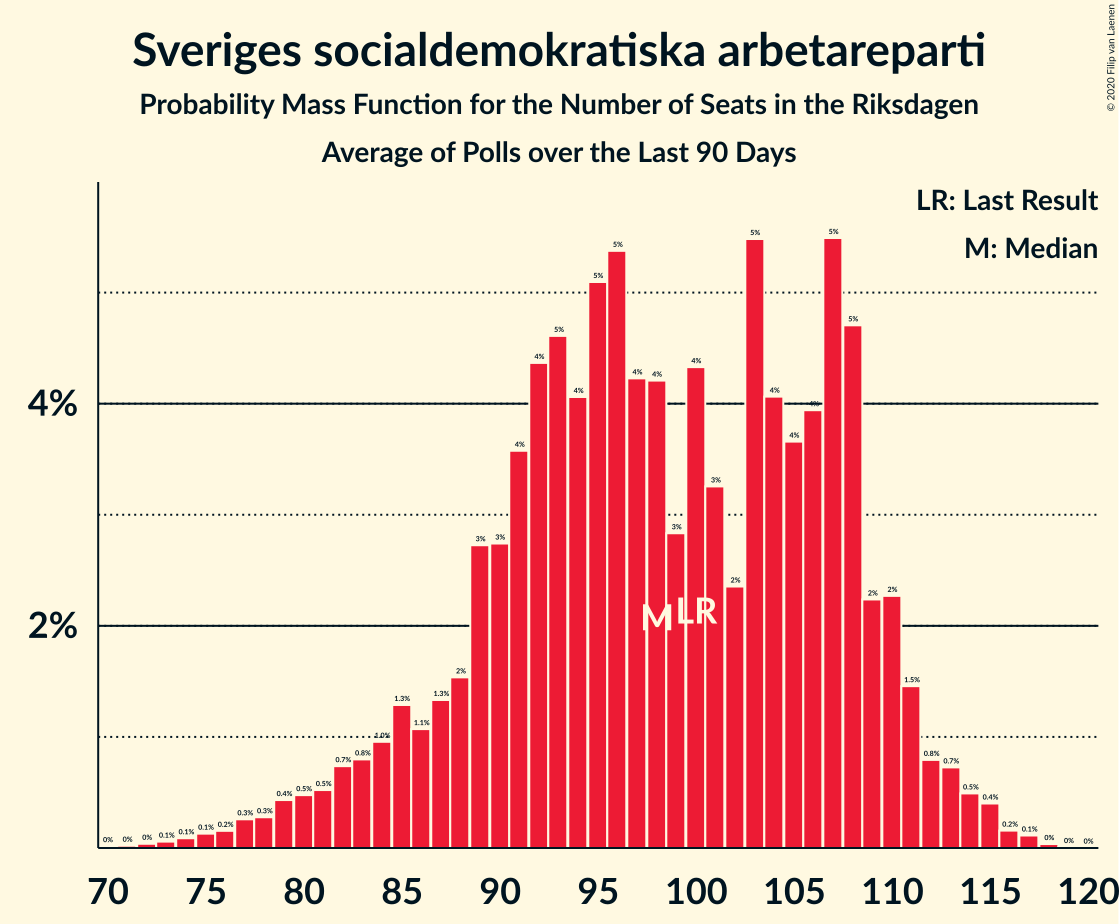 Sveriges socialdemokratiska arbetareparti
Probability Mass Function for the Number of Seats in the Riksdagen
Average of Polls over the Last 90 Days
© 2020 Filip van Laenen
LR: Last Result
M: Median
4%
2%
0% 0% 0% 0.1% 0.1% 0.1% 0.2% 0.3% 0.3% 0.4% 0.5% 0.5% 0.7% 0.8% 1.0% 1.3% 1.1% 1.3% 2% 3% 3% 4% 4% 5% 4% 5% 5% 4% 4% 3% 4% 3% 2% 5% 4% 4% 4% 5% 5% 2% 2% 1.5% 0.8% 0.7% 0.5% 0.4% 0.2% 0.1% 0% 0% 0%
M LR
70 75 80 85 90 95 100 105 110 115 120